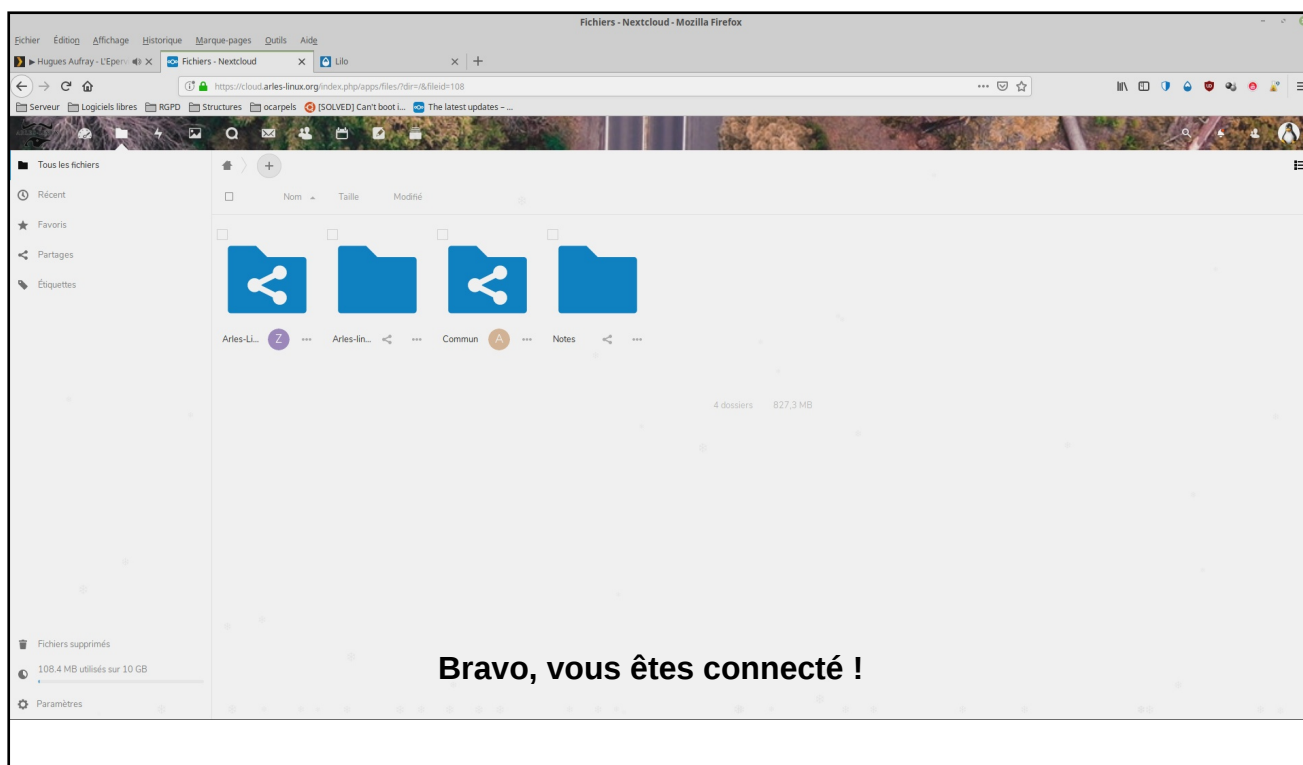 Fichiers - Nextcloud - Mozilla Firefox
Fichier Édition Affichage Historique Marque-pages Outils Aide
Hugues Aufray - L'Eperv Fichiers - Nextcloud Lilo
https://cloud.arles-linux.org/index.php/apps/files/?dir=/&fileid=108
Serveur Logiciels libres RGPD Structures ocarpels [SOLVED] Can't boot i... The latest updates – ...
Tous les fichiers
Récent
Favoris
Partages
Étiquettes
Nom Taille Modifié
Arles-Li... Z ... Arles-lin... ... Commun A ... Notes ...
4 dossiers 827,3 MB
Fichiers supprimés
108.4 MB utilisés sur 10 GB
Paramètres
Bravo, vous êtes connecté !